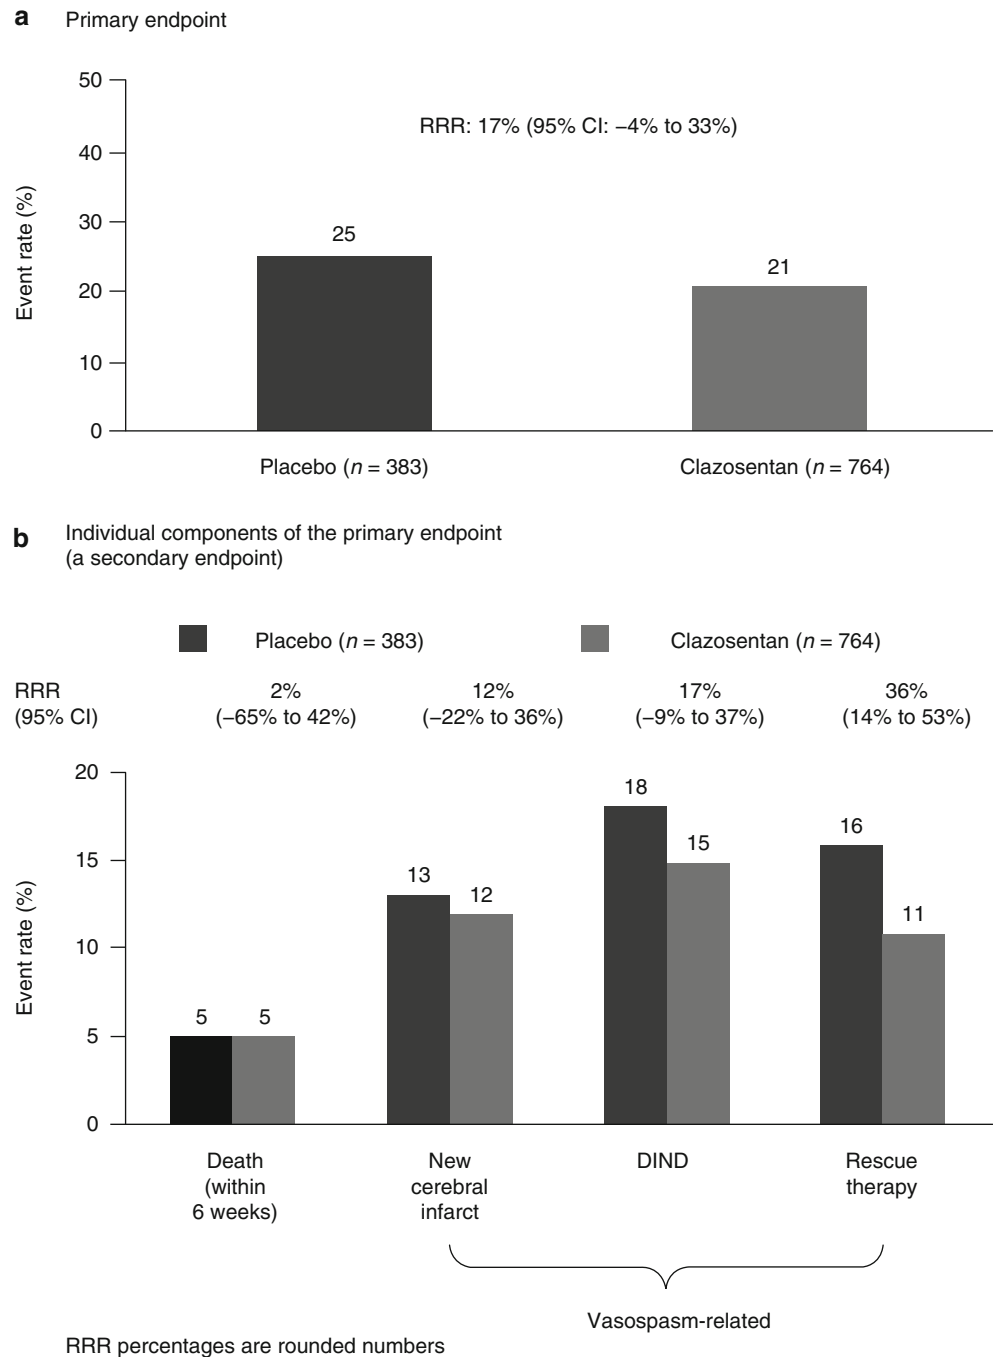 a Primary endpoint
50
RRR: 17% (95% CI: −4% to 33%)
40
30
25
21
20
10
0
Event rate (%)
Placebo (n = 383) Clazosentan (n = 764)
b Individual components of the primary endpoint
(a secondary endpoint)
Placebo (n = 383) Clazosentan (n = 764)
RRR 2% 12% 17% 36%
(95% CI) (−65% to 42%) (−22% to 36%) (−9% to 37%) (14% to 53%)
20
18
16
15
15
13
12
11
10
5 5
5
0
Event rate (%)
Death
(within
6 weeks)
New
cerebral
infarct
DIND
Rescue
therapy
Vasospasm-related
RRR percentages are rounded numbers